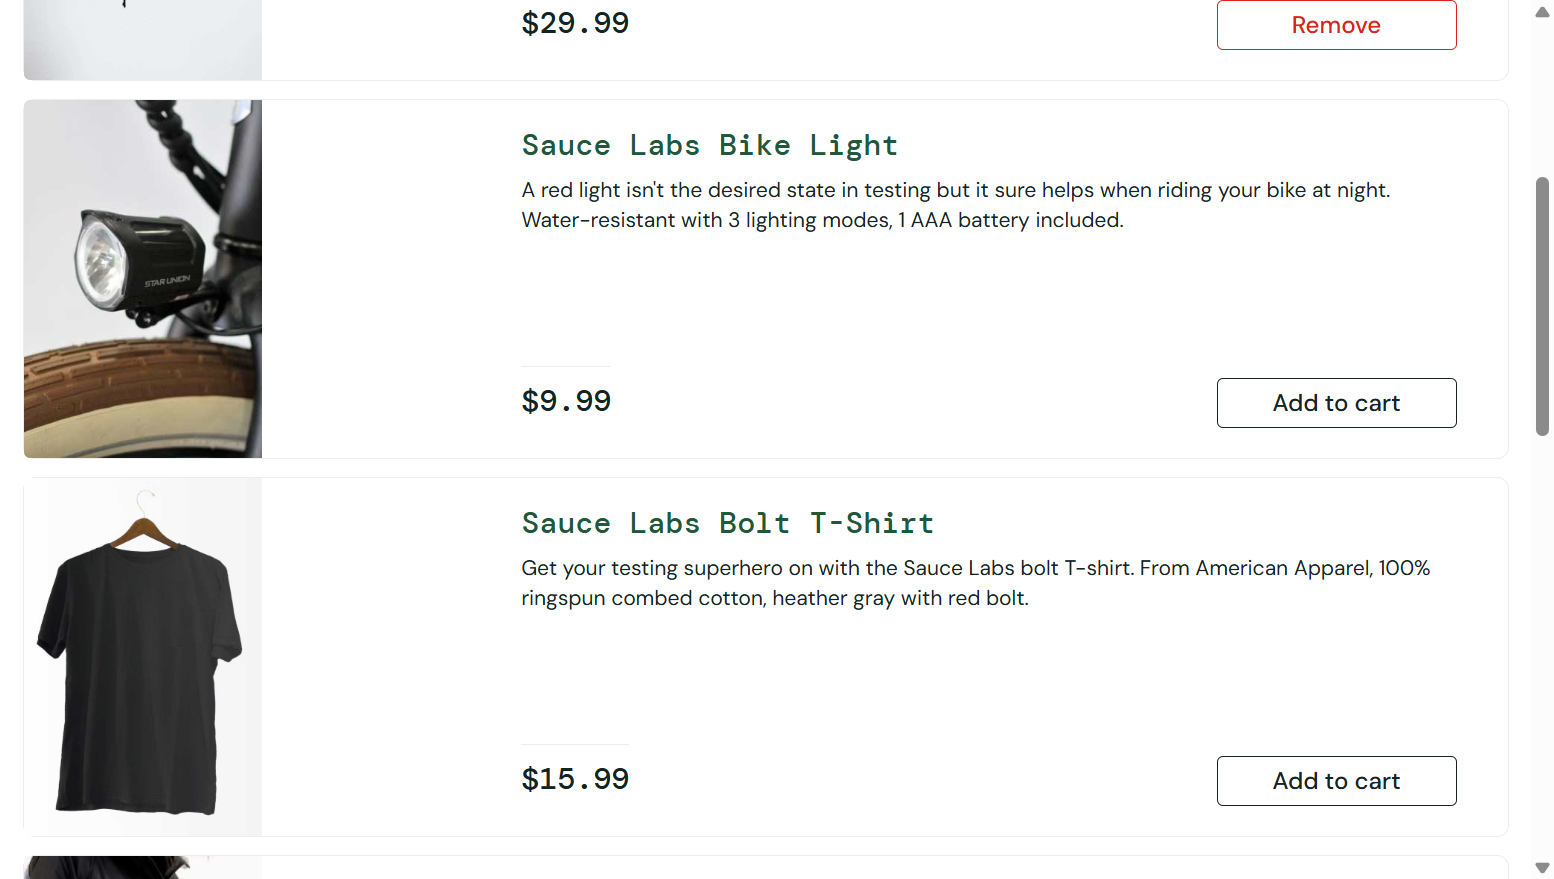 $29.99
Remove
Sauce Labs Bike Light
A red light isn't the desired state in testing but it sure helps when riding your bike at night.
Water-resistant with 3 lighting modes, 1 AAA battery included.
STAR UNION
$9.99
Add to cart
Sauce Labs Bolt T-Shirt
Get your testing superhero on with the Sauce Labs bolt T-shirt. From American Apparel, 100%
ringspun combed cotton, heather gray with red bolt.
$15.99
Add to cart